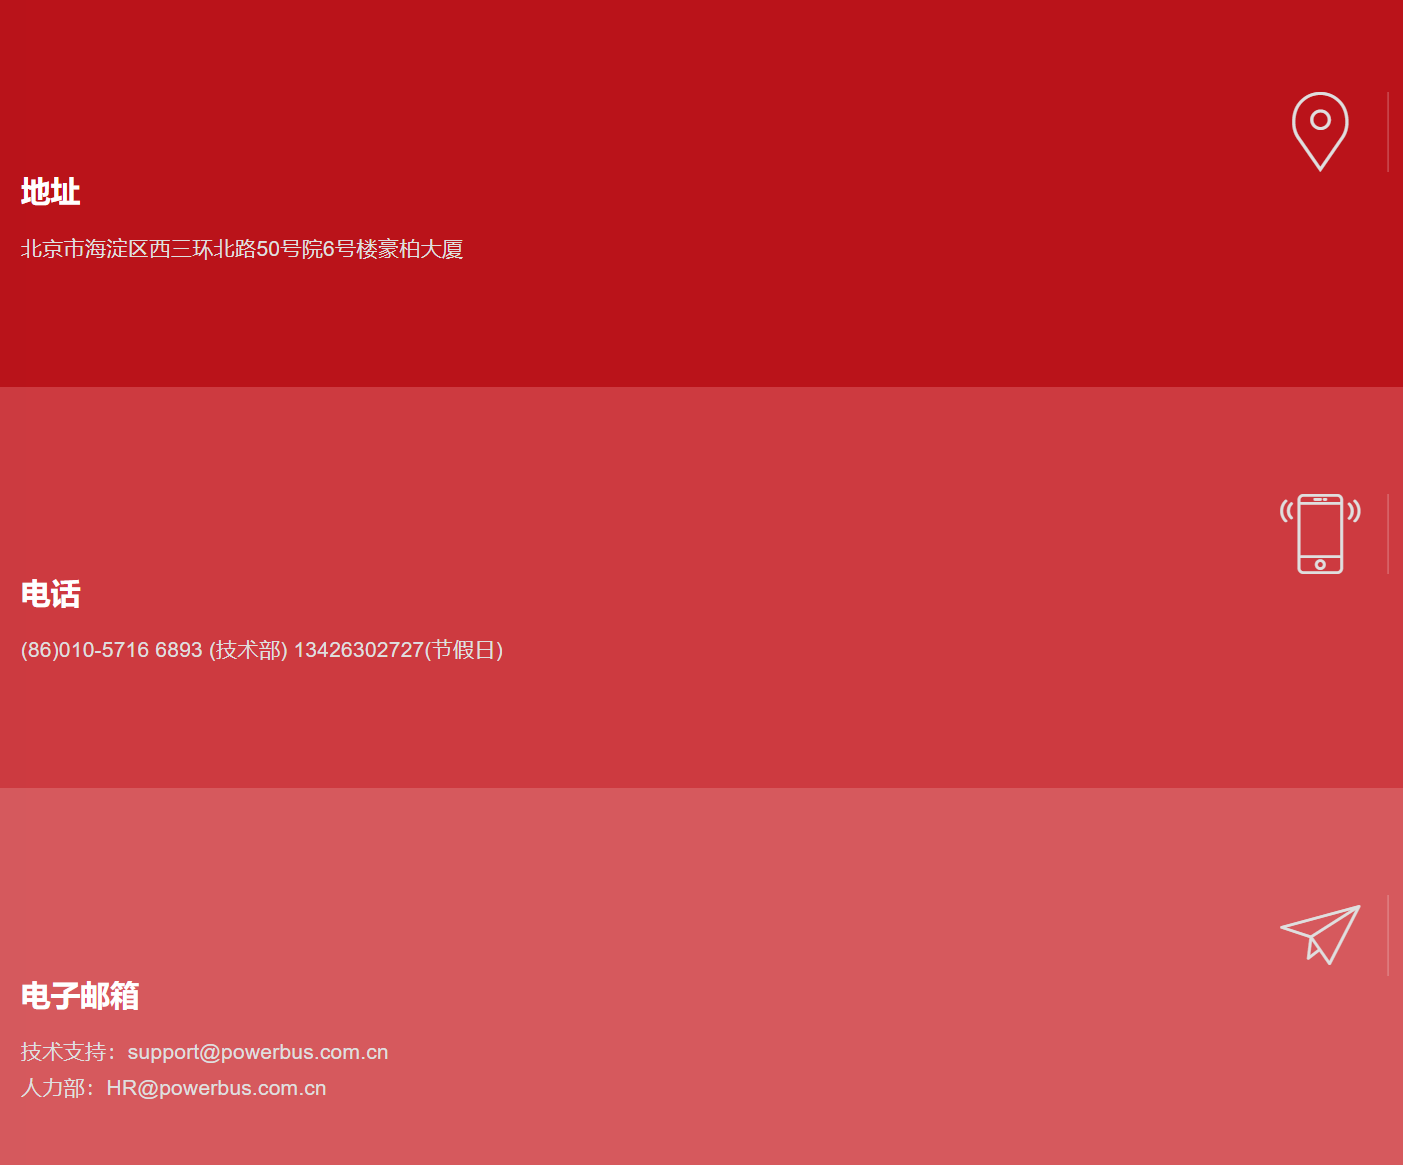 地址
北京市海淀区西三环北路50号院6号楼豪柏大厦
电话
(86)010-5716 6893 (技术部) 13426302727(节假日)
电子邮箱
技术支持：support@powerbus.com.cn
人力部：HR@powerbus.com.cn